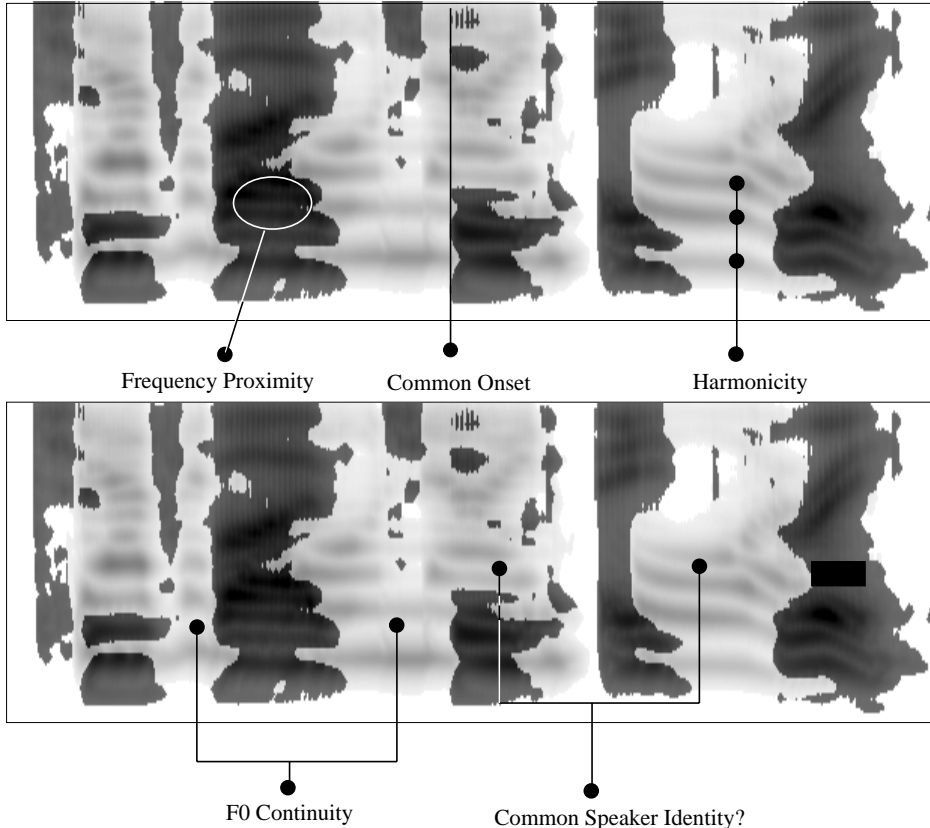 Frequency Proximity
Common Onset
Harmonicity
F0 Continuity
Common Speaker Identity?